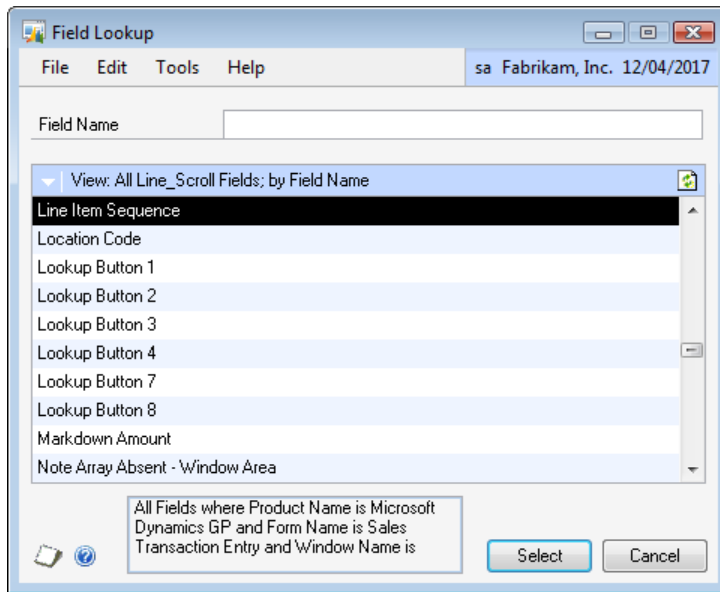 Field Lookup
File Edit Tools Help sa Fabrikam, Inc. 12/04/2017
Field Name
View: All Line_Scroll Fields; by Field Name
Line Item Sequence
Location Code
Lookup Button 1
Lookup Button 2
Lookup Button 3
Lookup Button 4
Lookup Button 7
Lookup Button 8
Markdown Amount
Note Array Absent - Window Area
All Fields where Product Name is Microsoft
Dynamics GP and Form Name is Sales
Transaction Entry and Window Name is
Select Cancel